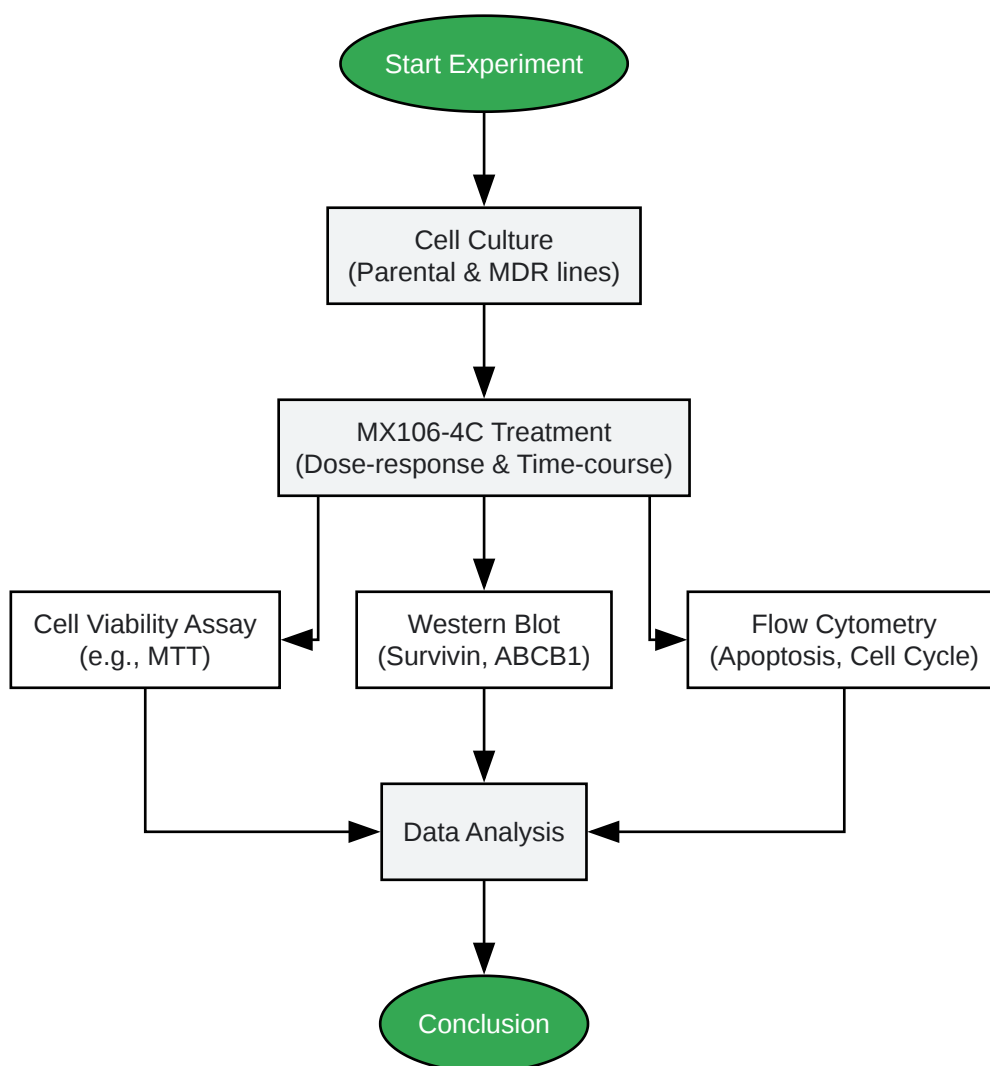 Start Experiment
Cell Culture
(Parental & MDR lines)
MX106-4C Treatment
(Dose-response & Time-course)
Cell Viability Assay
(e.g., MTT)
Western Blot
(Survivin, ABCB1)
Flow Cytometry
(Apoptosis, Cell Cycle)
Data Analysis
Conclusion